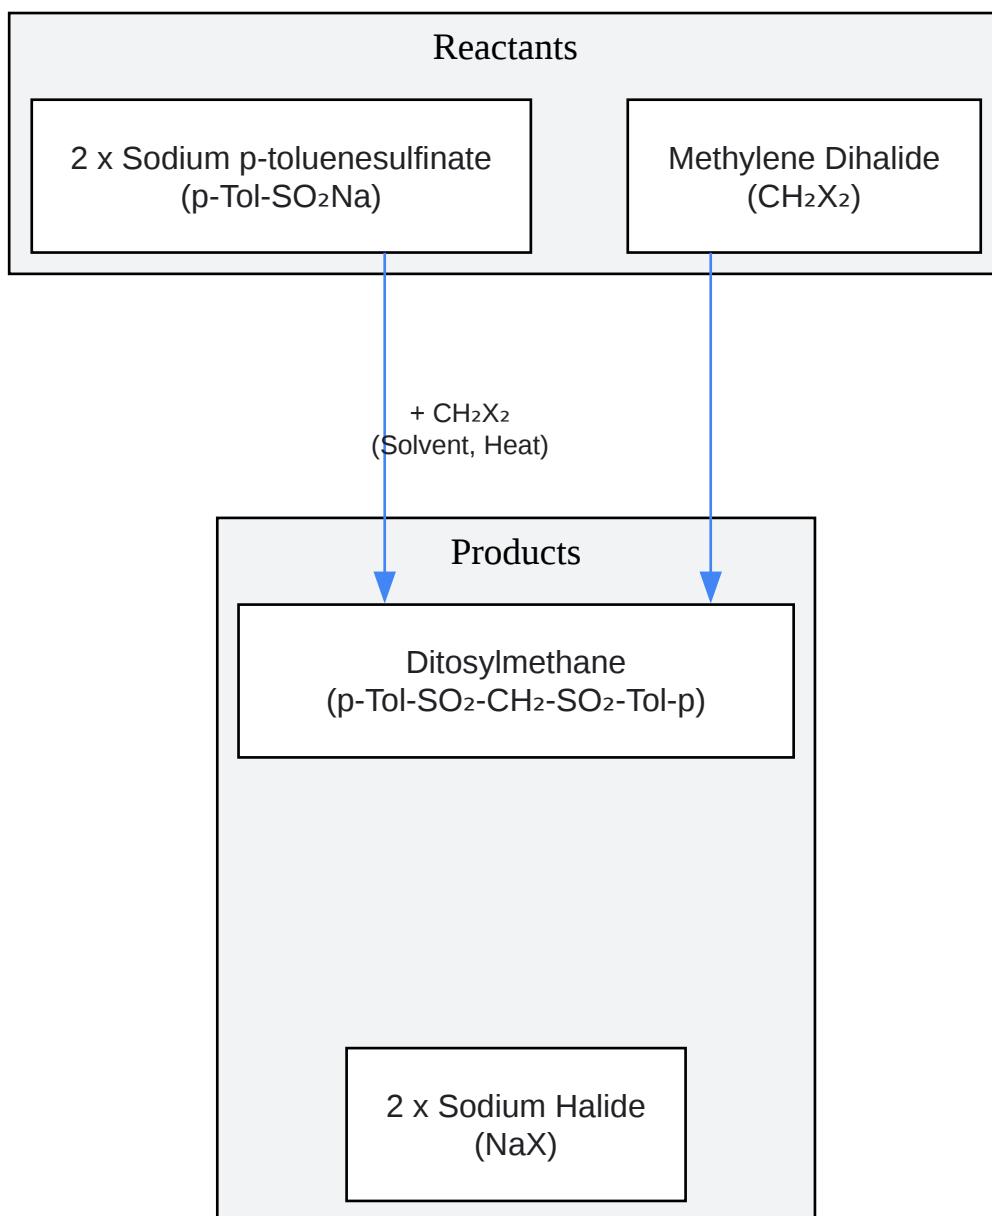 Reactants
2 x Sodium p-toluenesulfinate
(p-Tol-SO₂Na)
Methylene Dihalide
(CH₂X₂)
+ CH₂X₂
(Solvent, Heat)
Products
Ditosylmethane
(p-Tol-SO₂-CH₂-SO₂-Tol-p)
2 x Sodium Halide
(NaX)